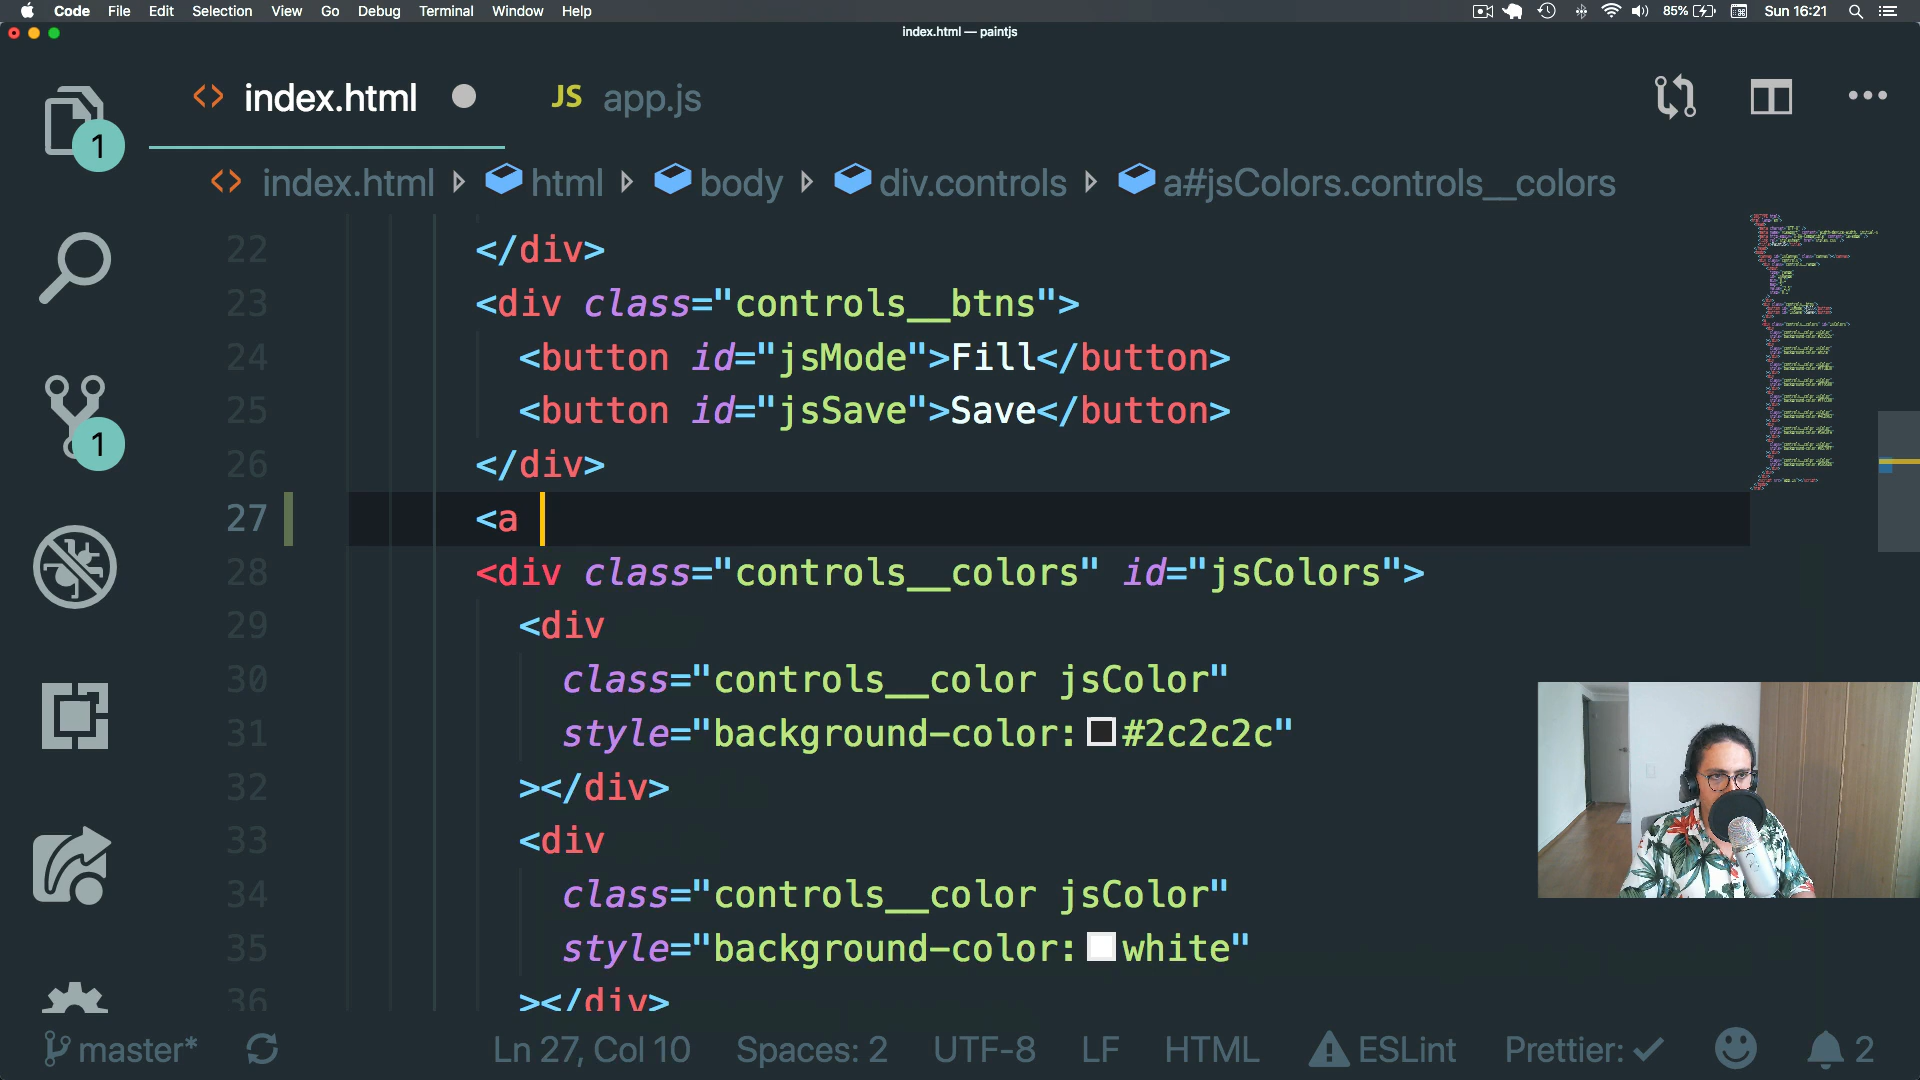 Code File Edit Selection View Go Debug Terminal Window Help 85% Sun 16:21
index.html — paintjs
index.html JS app.js
1
index.html html body div.controls a#jsColors.controls__colors
22 </div>
23 <div class="controls__btns">
24 <button id="jsMode">Fill</button>
25 <button id="jsSave">Save</button>
26 </div>
27 <a
28 <div class="controls__colors" id="jsColors">
29 <div
30 class="controls__color jsColor"
31 style="background-color:#2c2c2c"
32 ></div>
33 <div
34 class="controls__color jsColor"
35 style="background-color:white"
36 ></div>
1
master* Ln 27, Col 10 Spaces: 2 UTF-8 LF HTML ESLint Prettier: 2